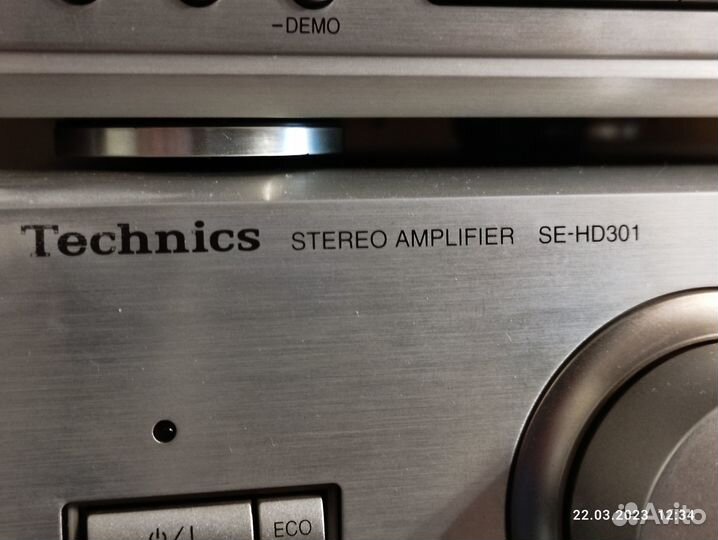 -DEMO
Technics STEREO AMPLIFIER SE-HD301
⏻/I
ECO
22.03.2023 12:34
Avito